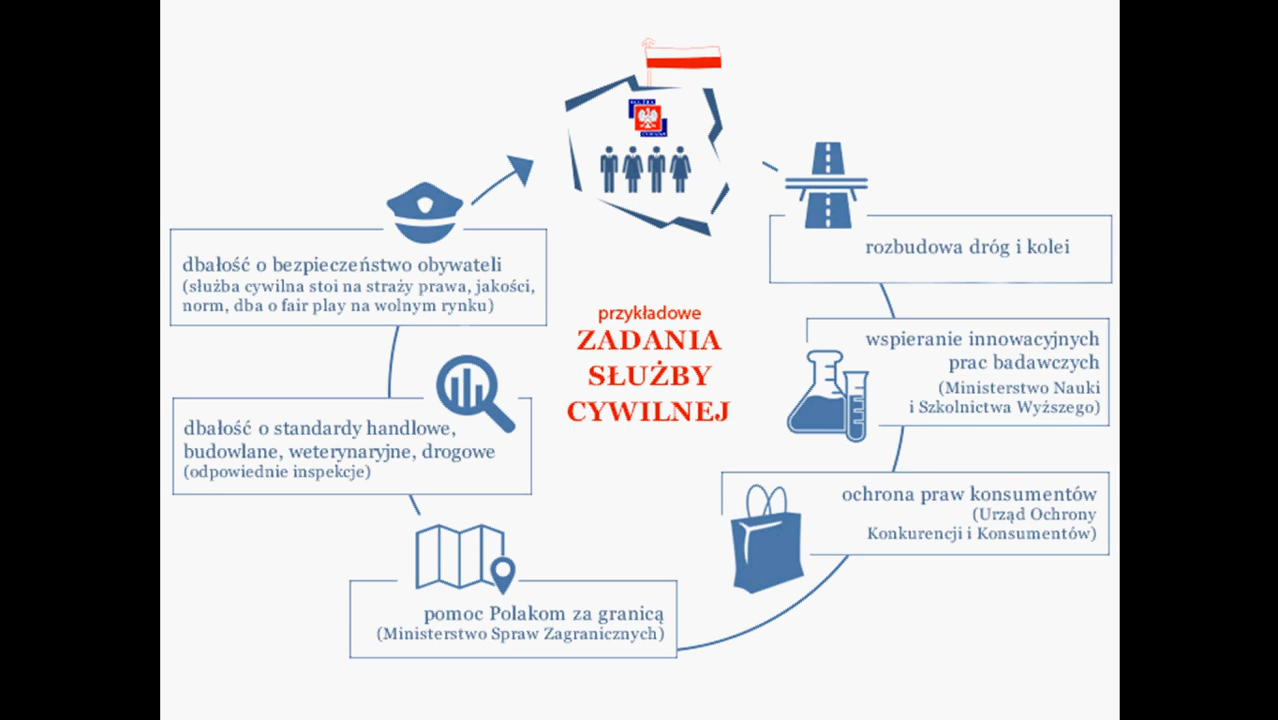 SŁUŻBA
CYWILNA
przykładowe
ZADANIA
SŁUŻBY
CYWILNEJ
rozbudowa dróg i kolei
wspieranie innowacyjnych
prac badawczych
(Ministerstwo Nauki
i Szkolnictwa Wyższego)
ochrona praw konsumentów
(Urząd Ochrony
Konkurencji i Konsumentów)
pomoc Polakom za granicą
(Ministerstwo Spraw Zagranicznych)
dbałość o standardy handlowe,
budowlane, weterynaryjne, drogowe
(odpowiednie inspekcje)
dbałość o bezpieczeństwo obywateli
(służba cywilna stoi na straży prawa, jakości,
norm, dba o fair play na wolnym rynku)